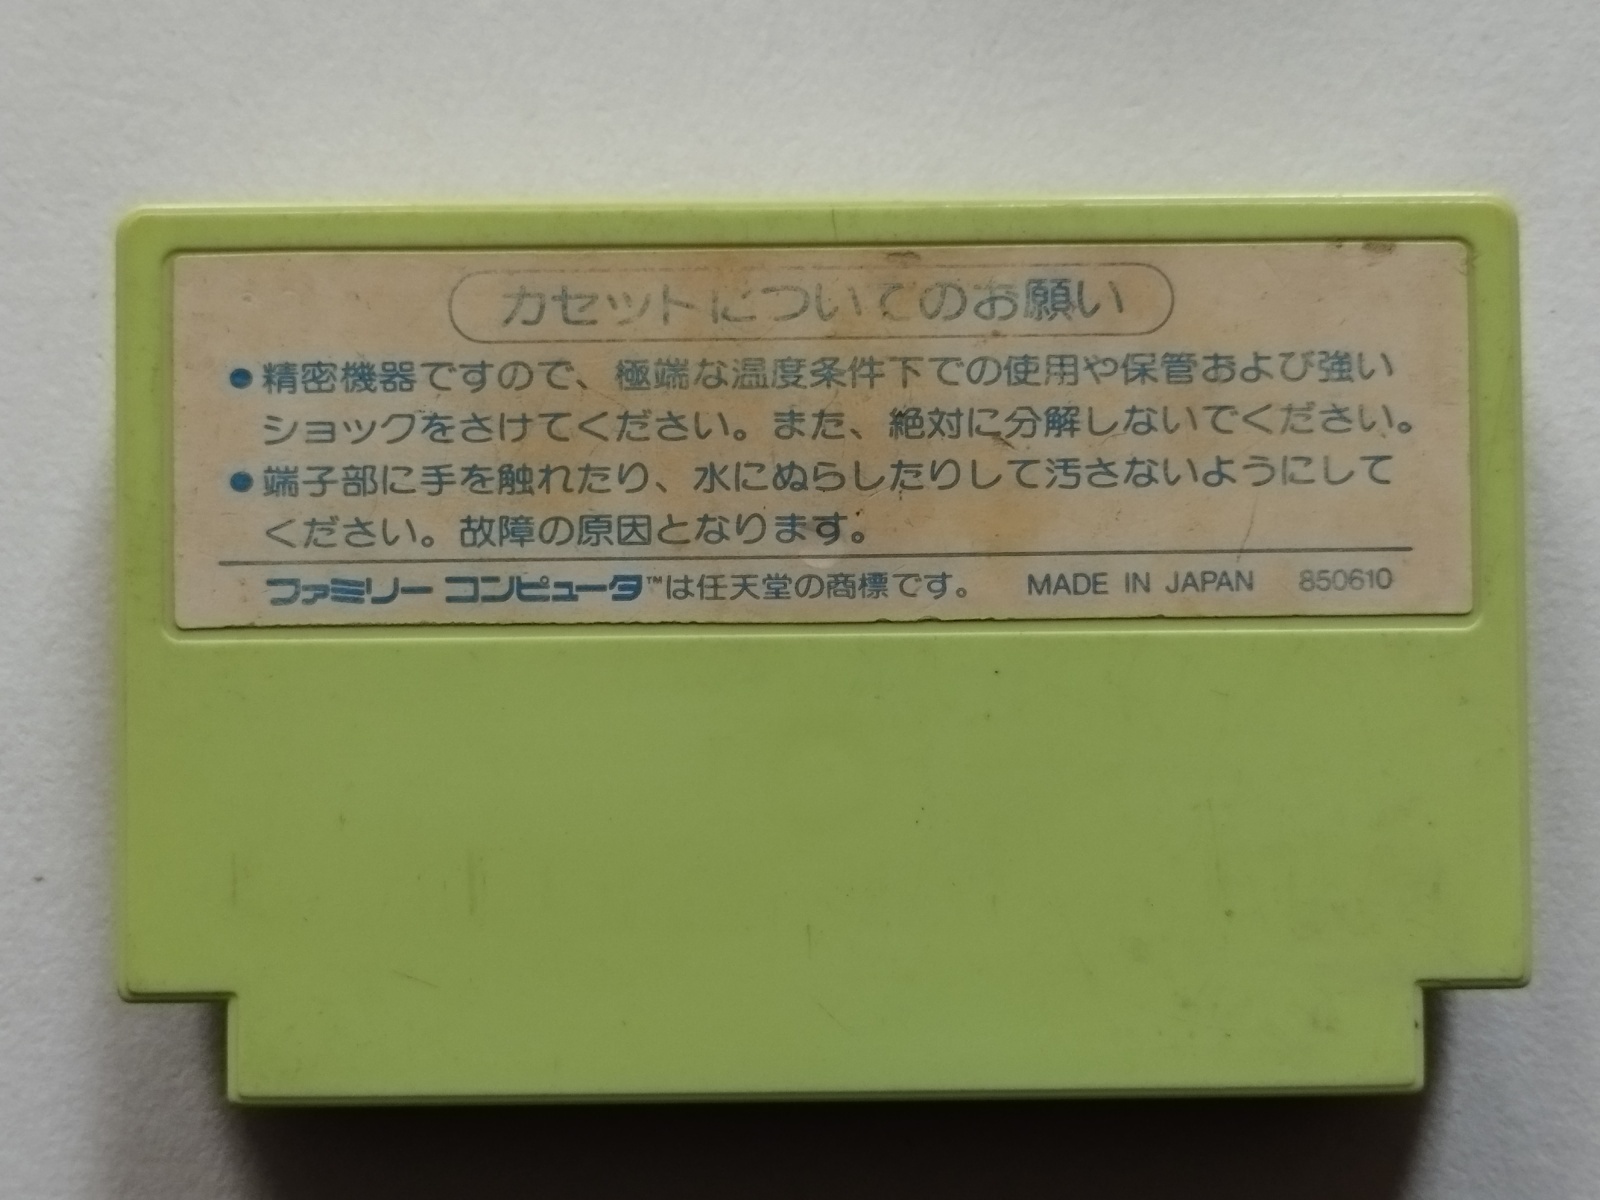 カセットについてのお願い
●精密機器ですので、極端な温度条件下での使用や保管および強い
ショックをさけてください。また、絶対に分解しないでください。
●端子部に手を触れたり、水にぬらしたりして汚さないようにして
ください。故障の原因となります。
ファミリー コンピュータ™は任天堂の商標です。 MADE IN JAPAN 850610